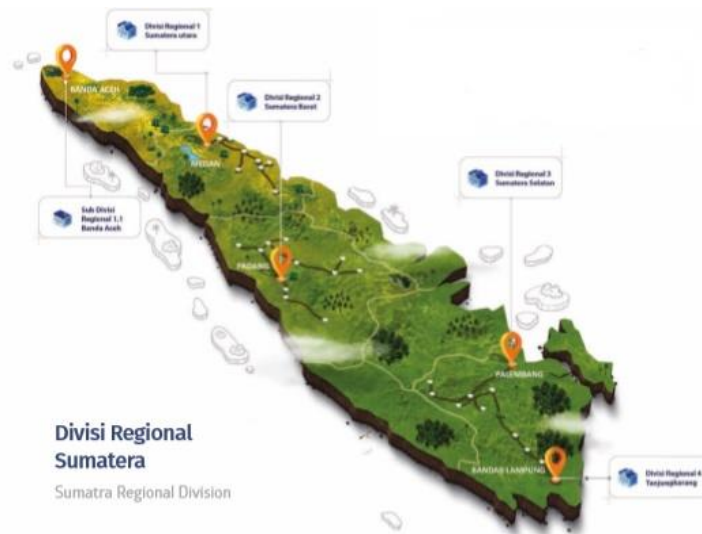 Divisi Regional 1
Sumatera utara
BANDA ACEH
Divisi Regional 2
Sumatera Barat
MEDAN
Divisi Regional 3
Sumatera Selatan
Sub Divisi
Regional 1.1
Banda Aceh
PADANG
PALEMBANG
Divisi Regional
Sumatera
BANDAR LAMPUNG
Divisi Regional 4
Tanjungkarang
Sumatra Regional Division